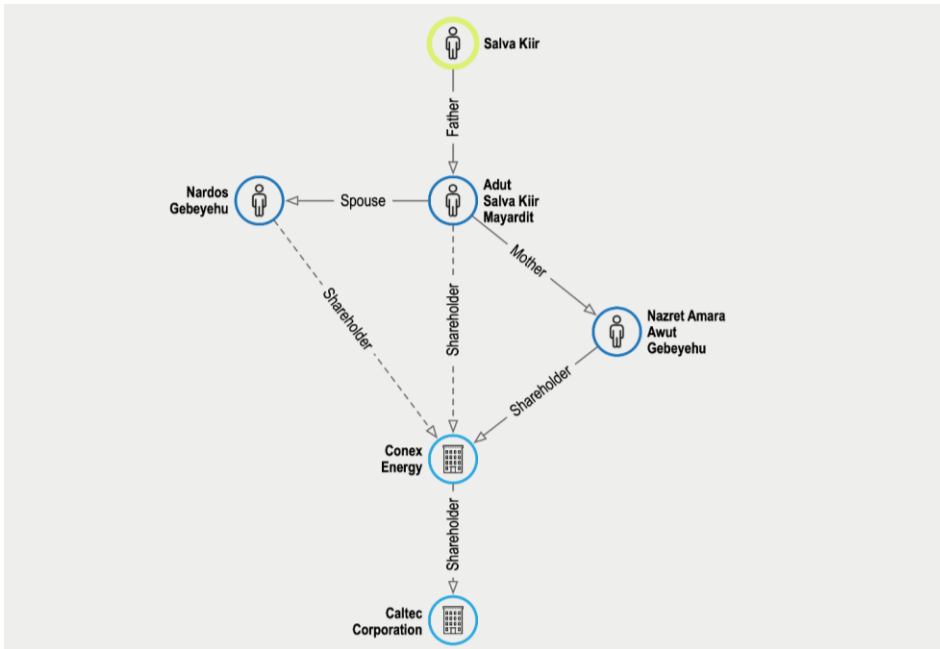 Salva Kiir
Father
Nardos
Gebeyehu
Spouse
Adut
Salva Kiir
Mayardit
Mother
Shareholder
Shareholder
Nazret Amara
Awut
Gebeyehu
Shareholder
Conex
Energy
Shareholder
Caltec
Corporation